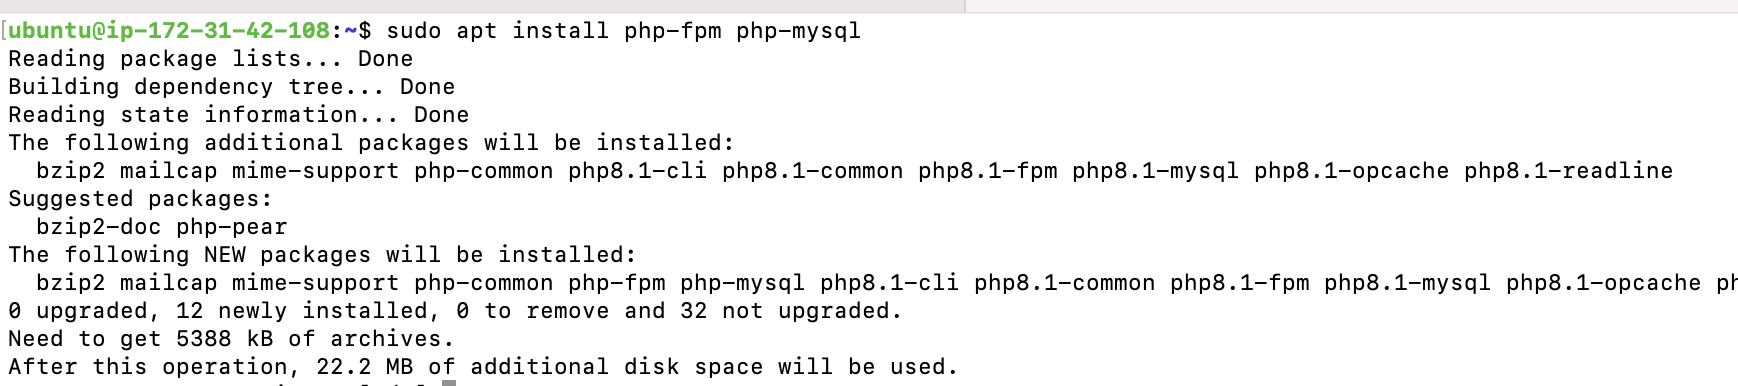 ubuntu@ip-172-31-42-108:~$ sudo apt install php-fpm php-mysql
Reading package lists... Done
Building dependency tree... Done
Reading state information... Done
The following additional packages will be installed:
  bzip2 mailcap mime-support php-common php8.1-cli php8.1-common php8.1-fpm php8.1-mysql php8.1-opcache php8.1-readline
Suggested packages:
  bzip2-doc php-pear
The following NEW packages will be installed:
  bzip2 mailcap mime-support php-common php-fpm php-mysql php8.1-cli php8.1-common php8.1-fpm php8.1-mysql php8.1-opcache
0 upgraded, 12 newly installed, 0 to remove and 32 not upgraded.
Need to get 5388 kB of archives.
After this operation, 22.2 MB of additional disk space will be used.